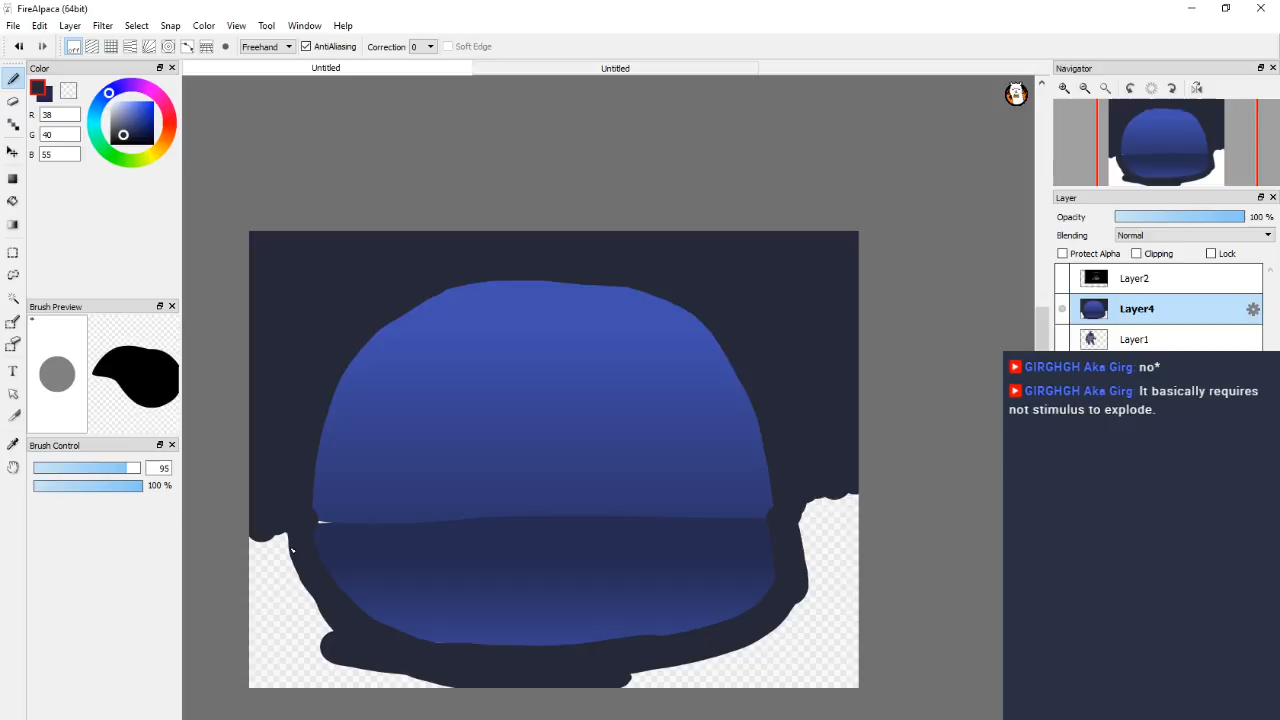 FireAlpaca (64bit)
File Edit Layer Filter Select Snap Color View Tool Window Help
off Freehand AntiAliasing Correction 0 Soft Edge
Color
Untitled Untitled
Navigator
R 38
G 40
B 55
Layer
Opacity 100 %
Blending Normal
Protect Alpha Clipping Lock
Layer2
Brush Preview
Layer4
Layer1
GIRGHGH Aka Girg: no*
GIRGHGH Aka Girg: It basically requires
not stimulus to explode.
Brush Control
95
100 %